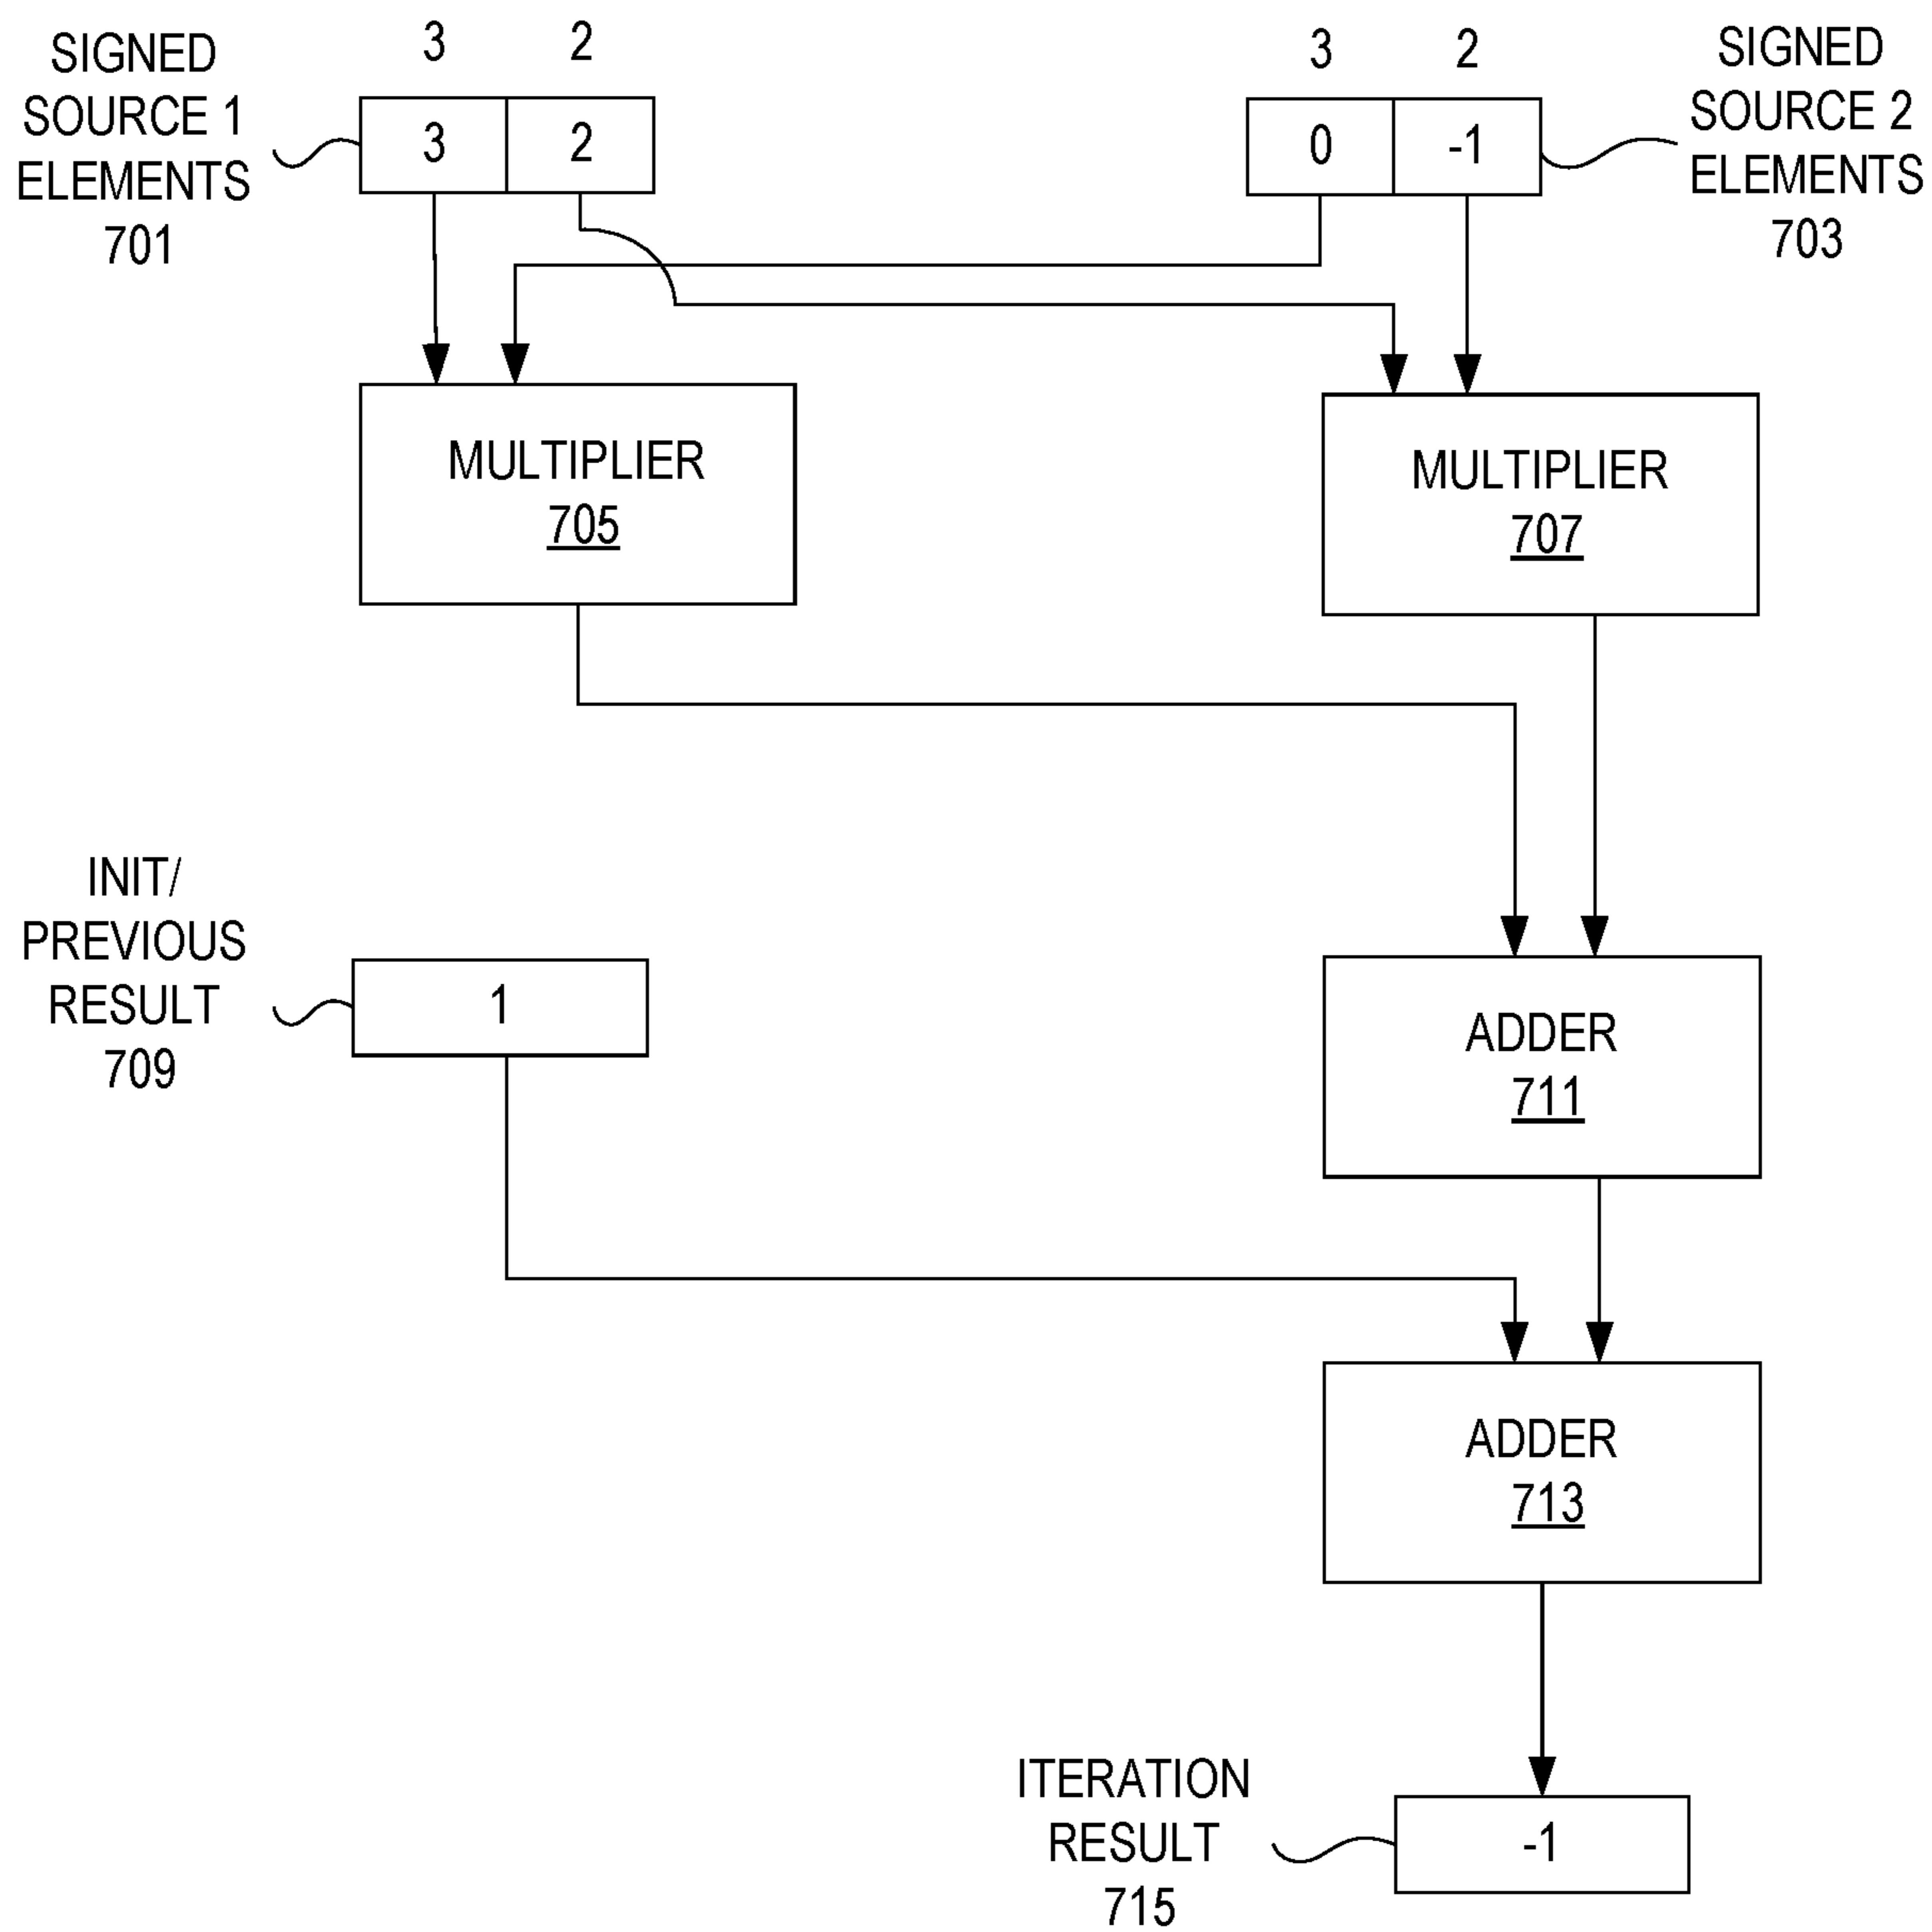 SIGNED
SOURCE 1
ELEMENTS
701
3 2
3 2
3 2
0 -1
SIGNED
SOURCE 2
ELEMENTS
703
MULTIPLIER
705
MULTIPLIER
707
INIT/
PREVIOUS
RESULT
709
1
ADDER
711
ADDER
713
ITERATION
RESULT
715
-1